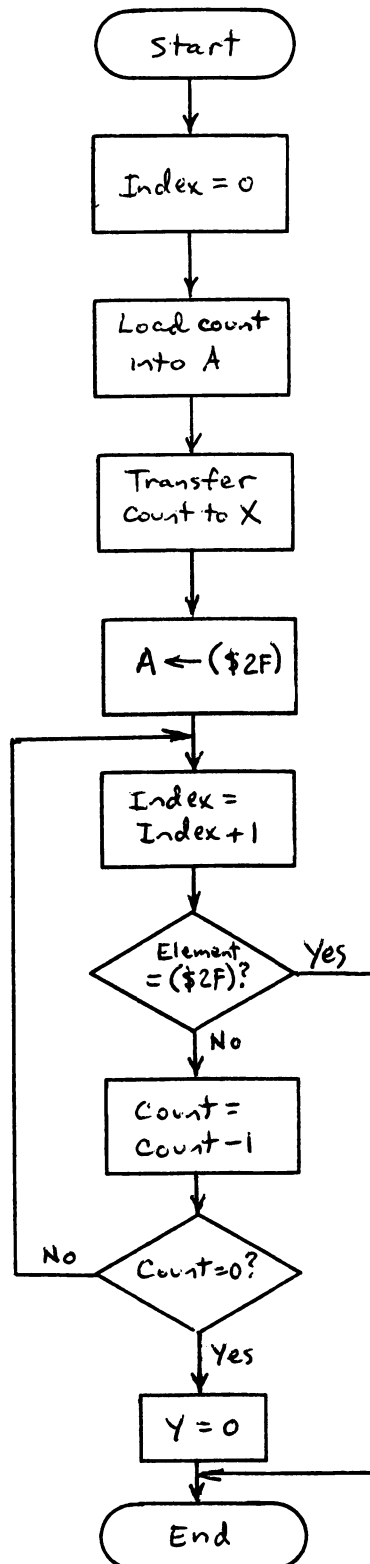 Start
Index = 0
Load count
into A
Transfer
Count to X
A ← ($2F)
Index =
Index + 1
Element
= ($2F)?
Yes
No
Count =
Count - 1
No
Count = 0?
Yes
Y = 0
End